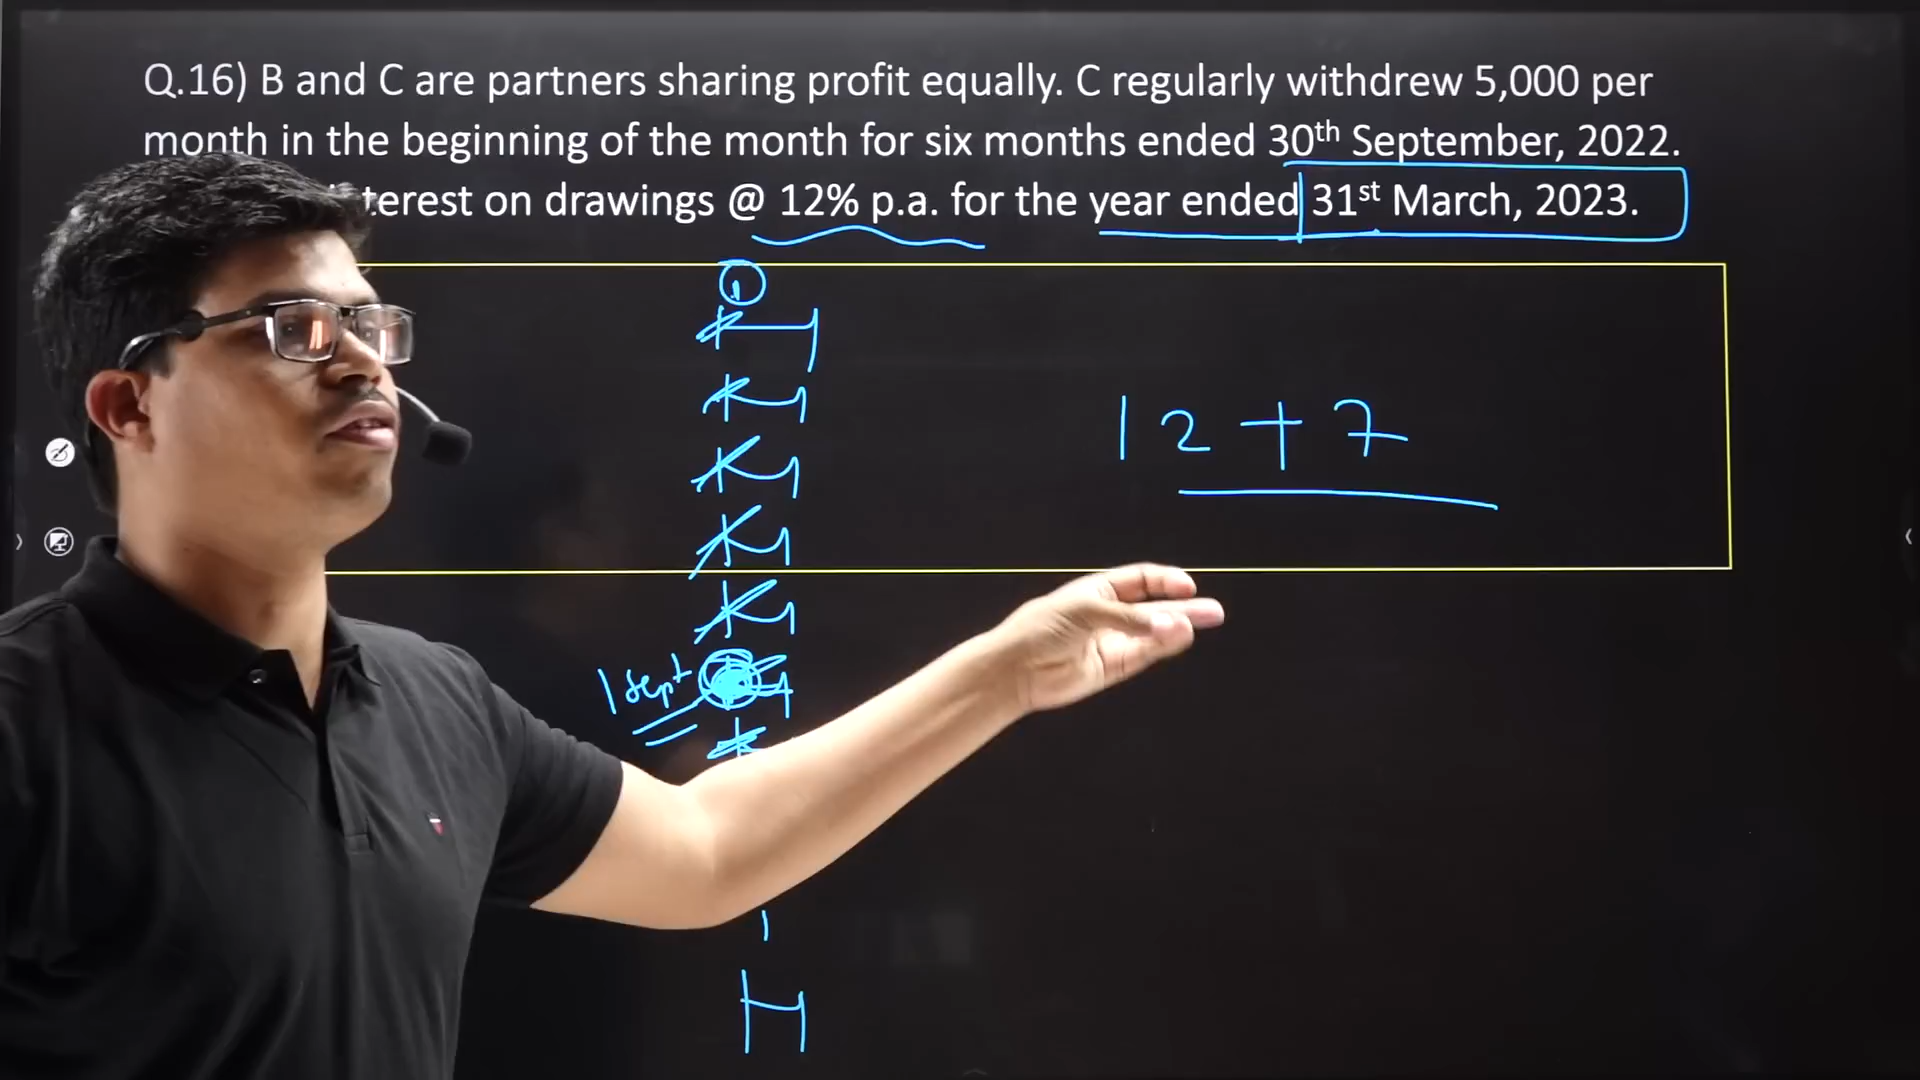 Q.16) B and C are partners sharing profit equally. C regularly withdrew 5,000 per
month in the beginning of the month for six months ended 30th September, 2022.
terest on drawings @ 12% p.a. for the year ended 31st March, 2023.
12 + 7
1 Sept